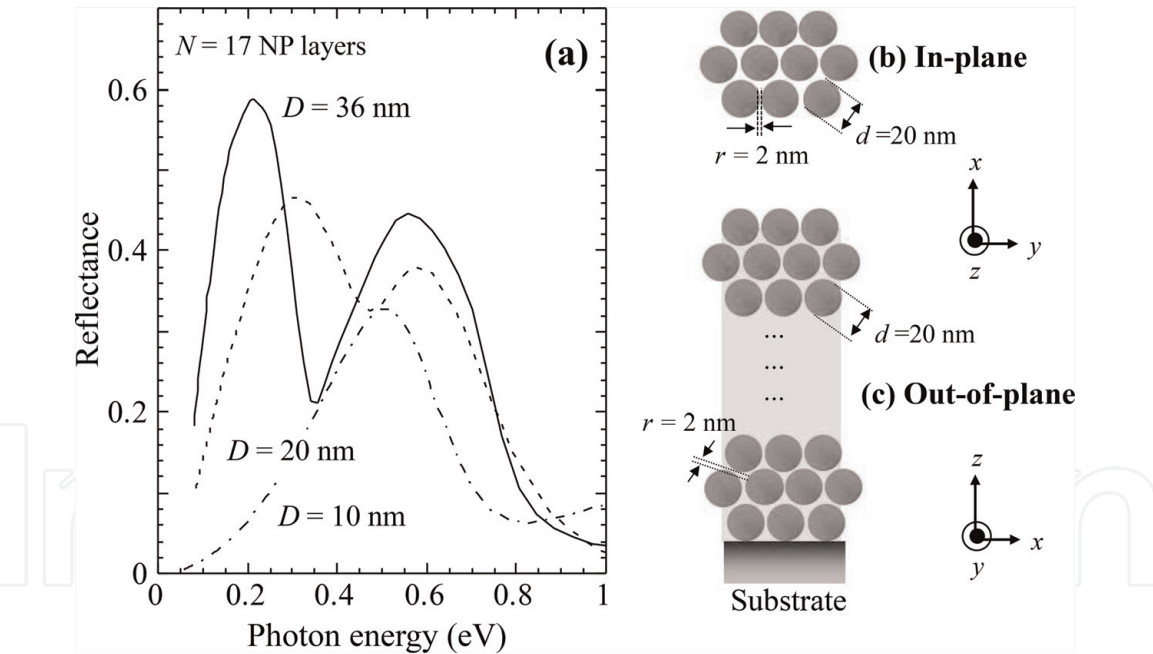 N = 17 NP layers
(a)
D = 36 nm
D = 20 nm
D = 10 nm
Reflectance
0.6
0.4
0.2
0
0
0.2
0.4
0.6
0.8
1
Photon energy (eV)
(b) In-plane
d =20 nm
r = 2 nm
x
y
z
d =20 nm
...
...
...
(c) Out-of-plane
r = 2 nm
z
x
y
Substrate